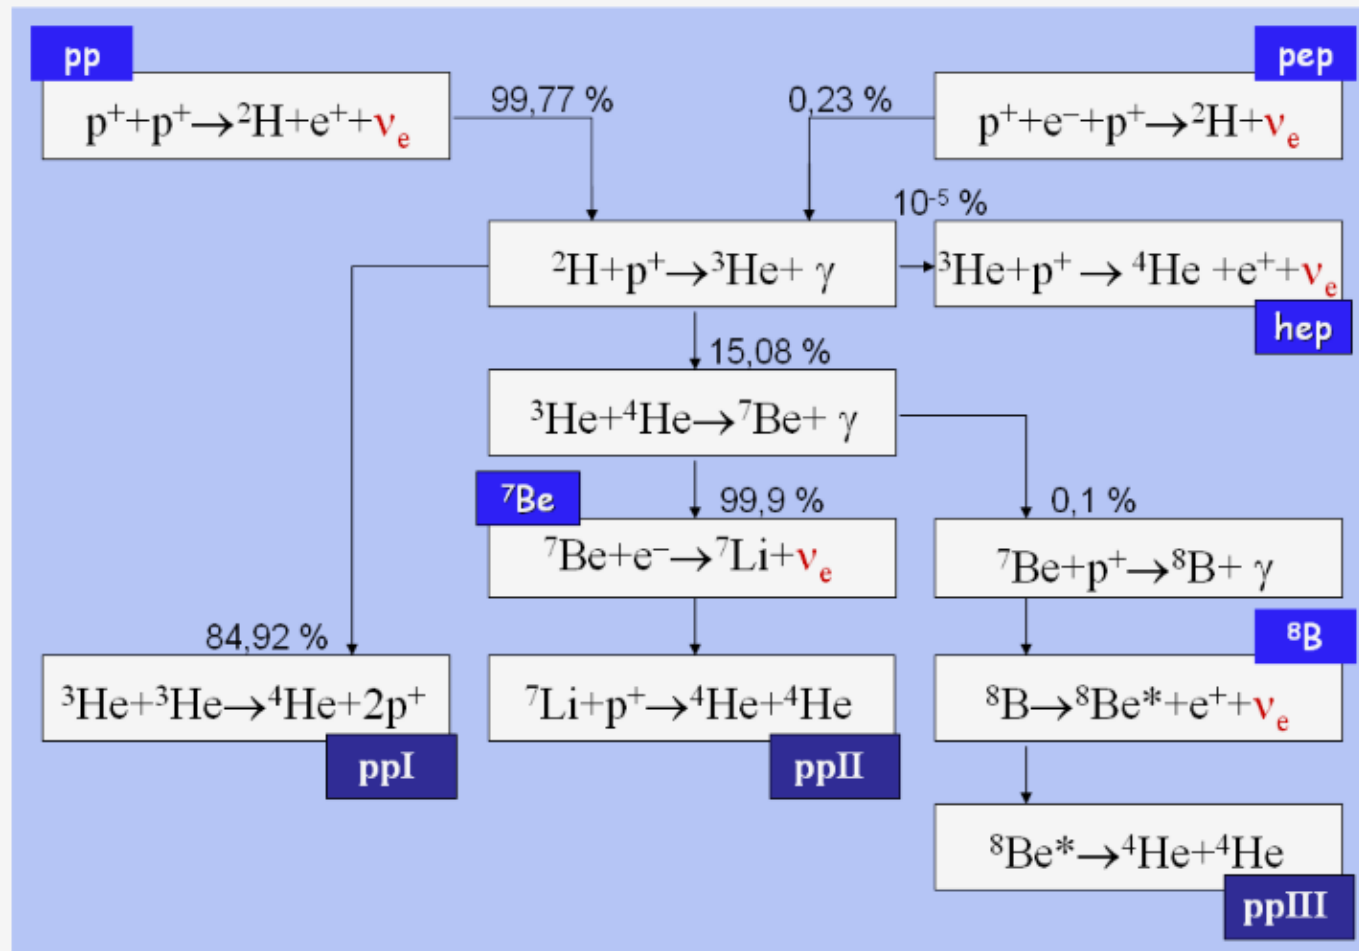 pp
pep
99,77 %
0,23 %
p⁺+p⁺→²H+e⁺+νₑ
p⁺+e⁻+p⁺→²H+νₑ
10⁻⁵ %
²H+p⁺→³He+ γ
³He+p⁺ → ⁴He +e⁺+νₑ
hep
15,08 %
³He+⁴He→⁷Be+ γ
⁷Be
99,9 %
0,1 %
⁷Be+e⁻→⁷Li+νₑ
⁷Be+p⁺→⁸B+ γ
84,92 %
⁸B
³He+³He→⁴He+2p⁺
⁷Li+p⁺→⁴He+⁴He
⁸B→⁸Be*+e⁺+νₑ
ppI
ppII
⁸Be*→⁴He+⁴He
ppIII